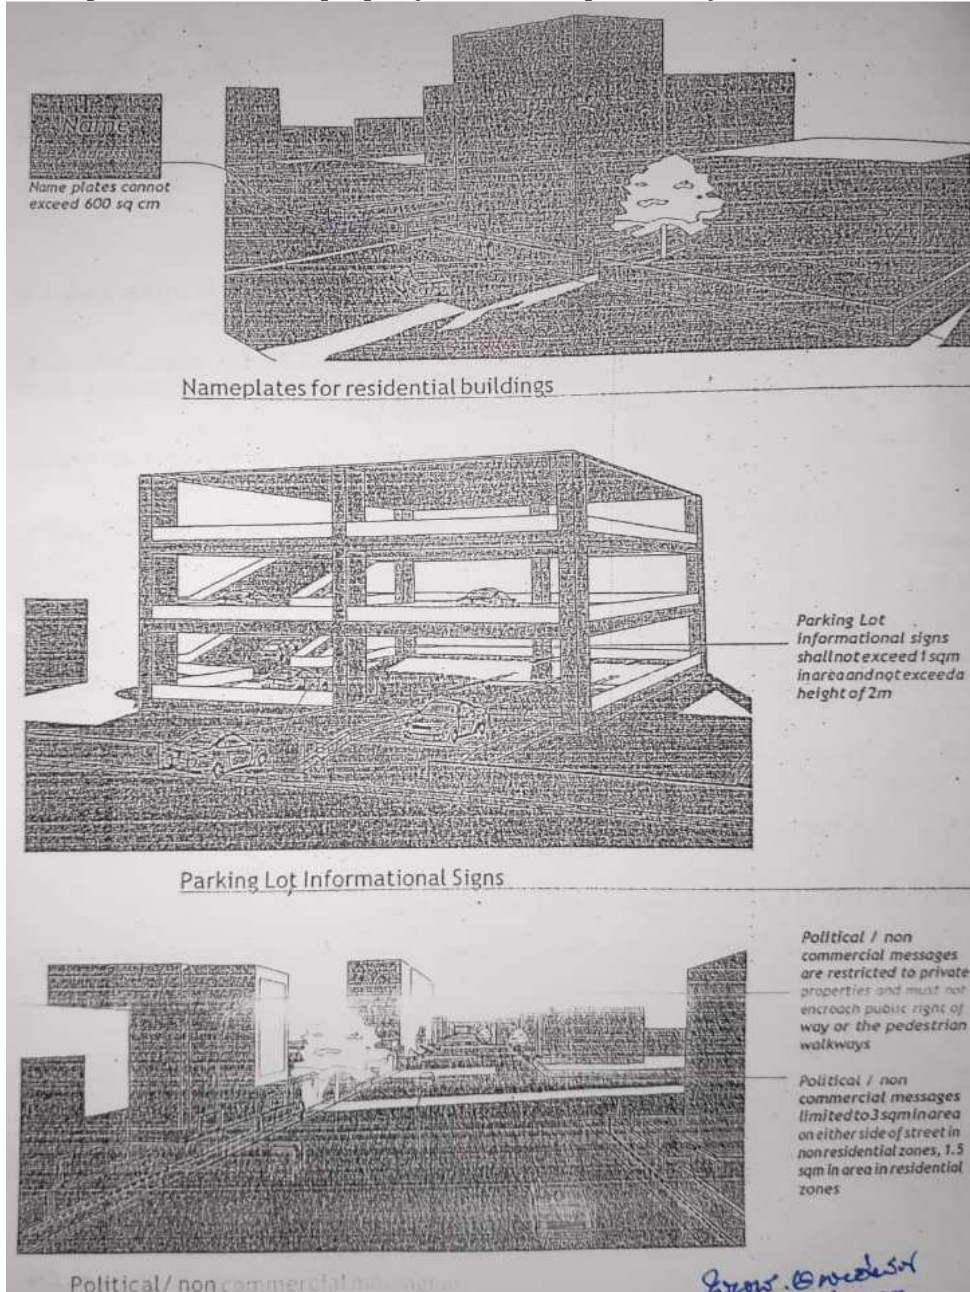 Name
Name plates cannot
exceed 600 sq cm
Nameplates for residential buildings
Parking Lot
informational signs
shall not exceed 1 sqm
in area and not exceed a
height of 2m
Parking Lot Informational Signs
Political / non
commercial messages
are restricted to private
properties and must not
encroach public right of
way or the pedestrian
walkways
Political / non
commercial messages
limited to 3 sqm in area
on either side of street in
non residential zones, 1.5
sqm in area in residential
zones
Political / non commercial